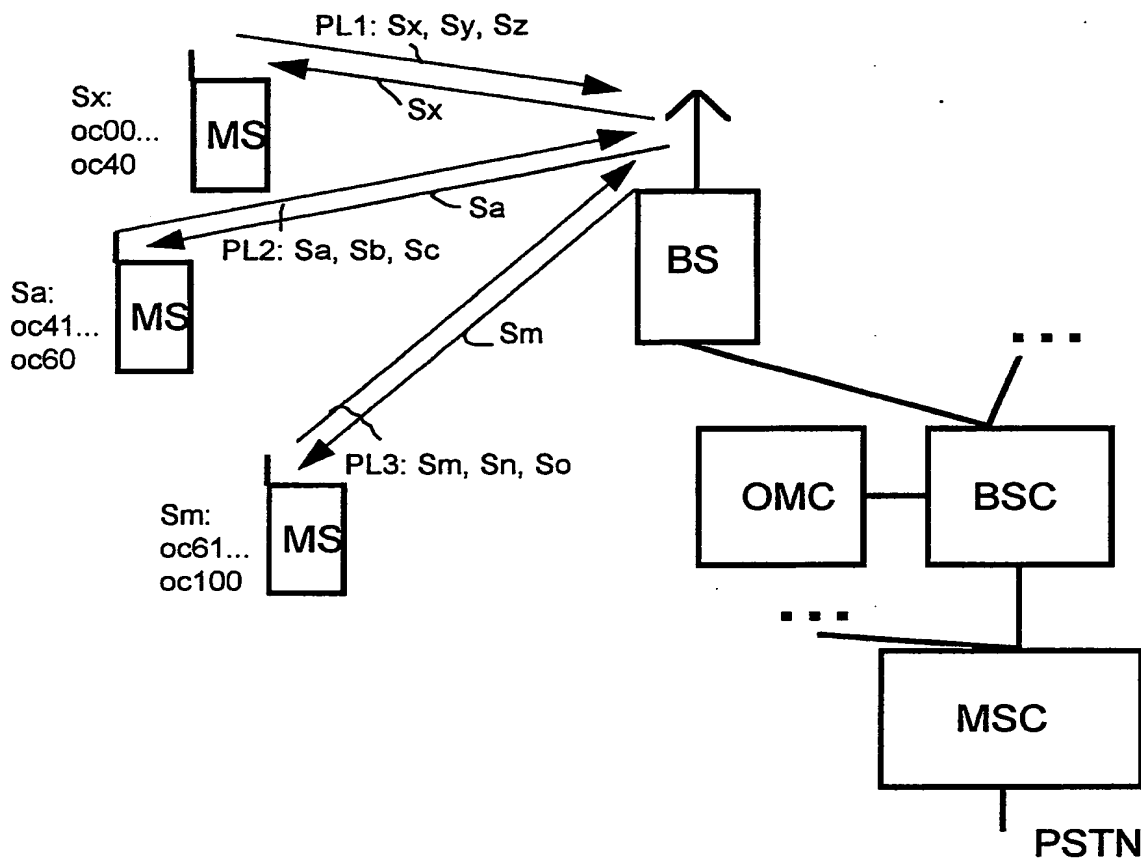 PL1: Sx, Sy, Sz
Sx
Sx:
oc00...
oc40
MS
Sa
PL2: Sa, Sb, Sc
BS
Sa:
oc41...
oc60
MS
Sm
...
PL3: Sm, Sn, So
OMC
BSC
Sm:
oc61...
oc100
MS
...
MSC
PSTN